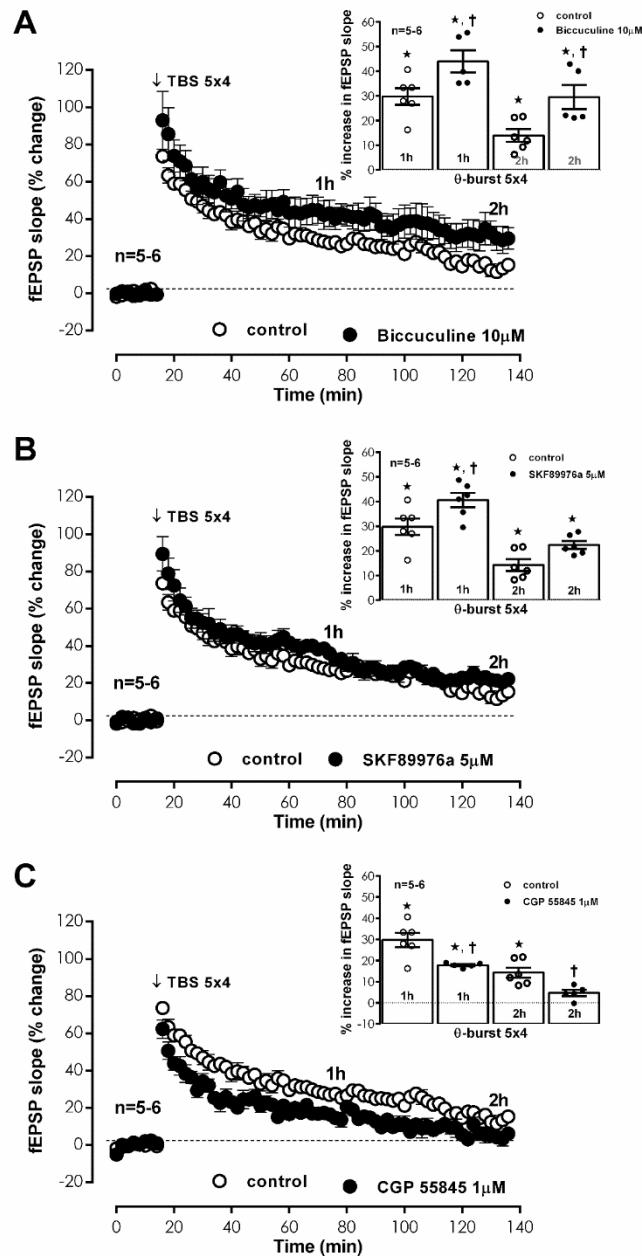 A
↓ TBS 5x4
fEPSP slope (% change)
120
100
80
60
40
20
0
-20
n=5-6
1h
2h
control
Biccuculine 10µM
0 20 40 60 80 100 120 140
Time (min)
% increase in fEPSP slope
60
50
40
30
20
10
0
n=5-6
control
Biccuculine 10µM
★
★, †
★
★, †
1h 1h 2h 2h
θ-burst 5x4
B
↓ TBS 5x4
fEPSP slope (% change)
120
100
80
60
40
20
0
-20
n=5-6
1h
2h
control
SKF89976a 5µM
0 20 40 60 80 100 120 140
Time (min)
% increase in fEPSP slope
60
50
40
30
20
10
0
n=5-6
control
SKF89976a 5µM
★
★, †
★
★
1h 1h 2h 2h
θ-burst 5x4
C
↓ TBS 5x4
fEPSP slope (% change)
120
100
80
60
40
20
0
-20
n=5-6
1h
2h
control
CGP 55845 1µM
0 20 40 60 80 100 120 140
Time (min)
% increase in fEPSP slope
60
50
40
30
20
10
0
-10
n=5-6
control
CGP 55845 1µM
★
★, †
★
†
1h 1h 2h 2h
θ-burst 5x4